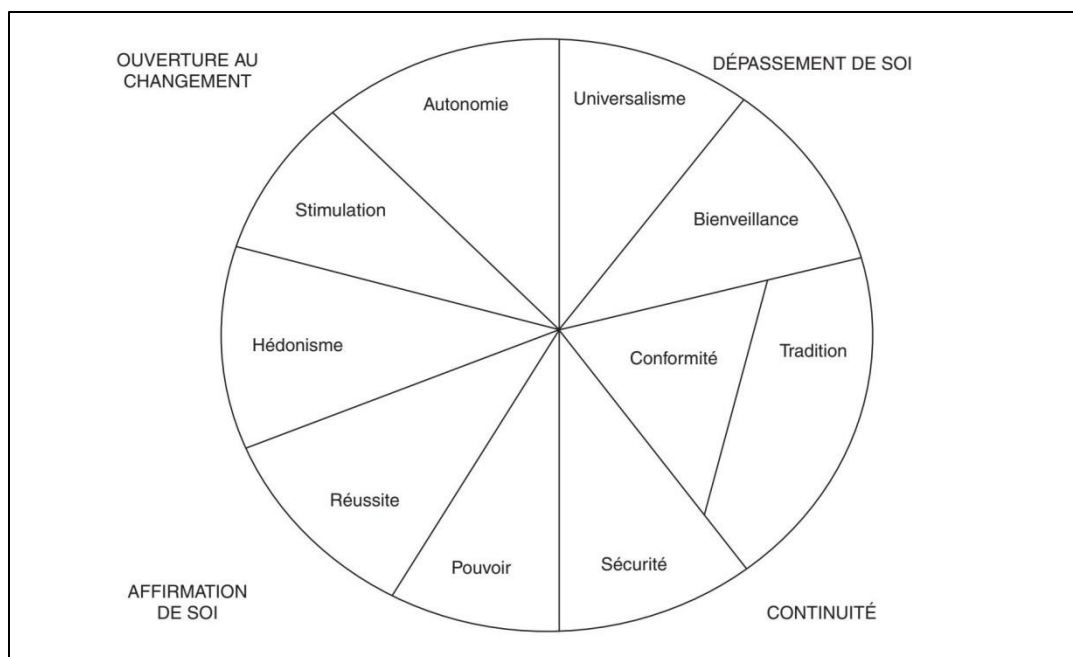 OUVERTURE AU
CHANGEMENT
DÉPASSEMENT DE SOI
Autonomie
Universalisme
Stimulation
Bienveillance
Hédonisme
Conformité
Tradition
Réussite
Pouvoir
Sécurité
AFFIRMATION
DE SOI
CONTINUITÉ